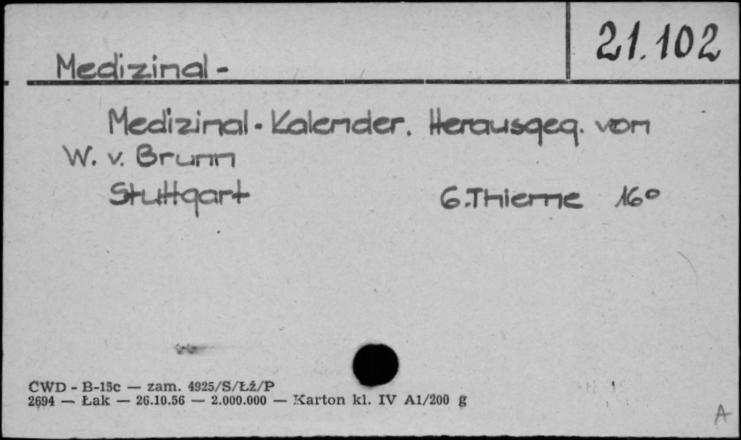 21.102
Medizinal-
Medizinal-Kalender. Herausgeg. von
W. v. Brunn
Stuttgart G.Thieme 16°
CWD - B-15c — zam. 4925/S/ŁŻ/P
2694 — Łak — 26.10.56 — 2.000.000 — Karton kl. IV A1/200 g
A